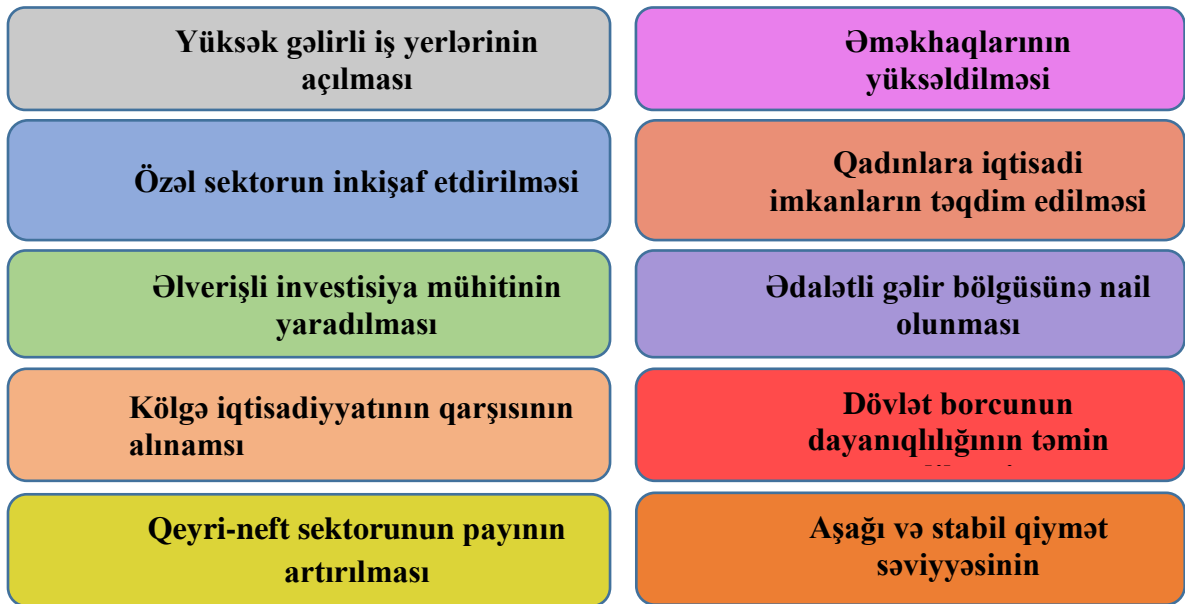 Yüksək gəlirli iş yerlərinin
açılması
Əməkhaqlarının
yüksəldilməsi
Özəl sektorun inkişaf etdirilməsi
Qadınlara iqtisadi
imkanların təqdim edilməsi
Əlverişli investisiya mühitinin
yaradılması
Ədalətli gəlir bölgüsünə nail
olunması
Kölgə iqtisadiyyatının qarşısının
alınamsı
Dövlət borcunun
dayanıqlılığının təmin
Qeyri-neft sektorunun payının
artırılması
Aşağı və stabil qiymət
səviyyəsinin